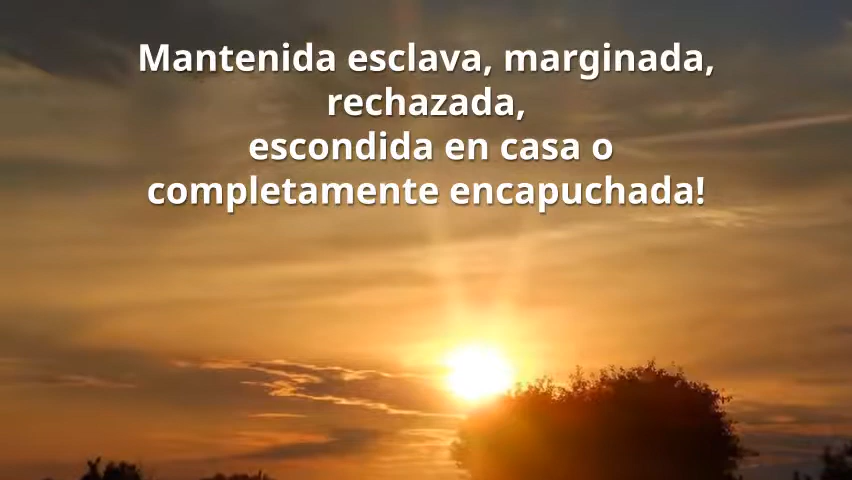 Mantenida esclava, marginada,
rechazada,
escondida en casa o
completamente encapuchada!